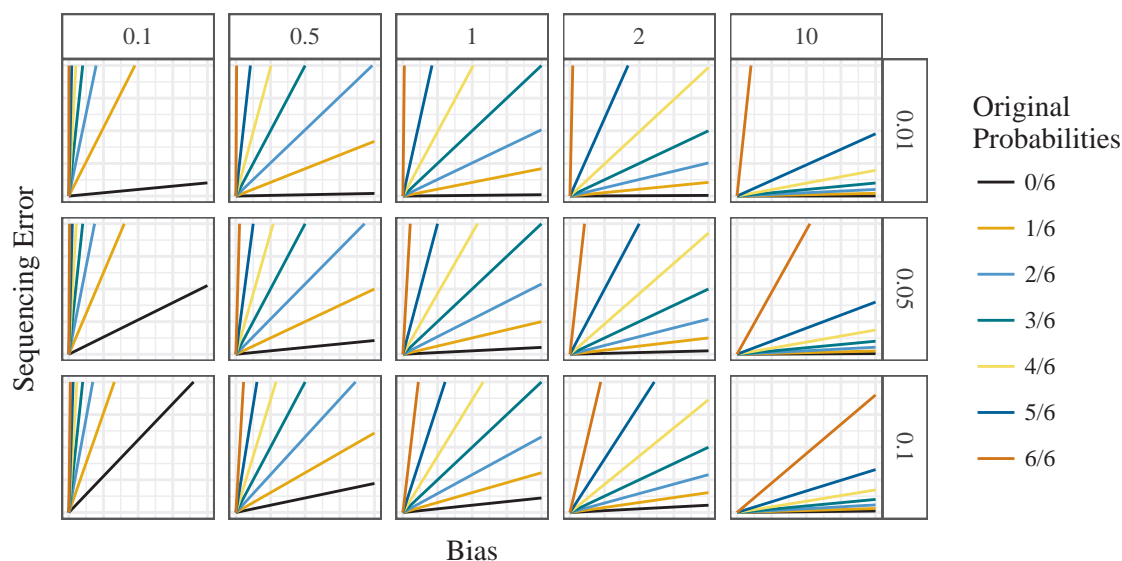 0.1 0.5 1 2 10
Sequencing Error
0.01
0.05
0.1
Bias
Original
Probabilities
0/6
1/6
2/6
3/6
4/6
5/6
6/6